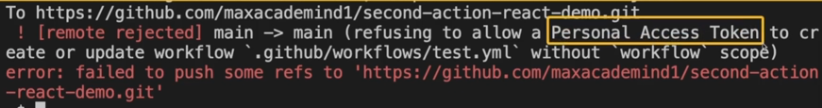 To https://github.com/maxacademind1/second-action-react-demo.git
! [remote rejected] main -> main (refusing to allow a Personal Access Token to cr
eate or update workflow `.github/workflows/test.yml` without `workflow` scope)
error: failed to push some refs to 'https://github.com/maxacademind1/second-action
-react-demo.git'